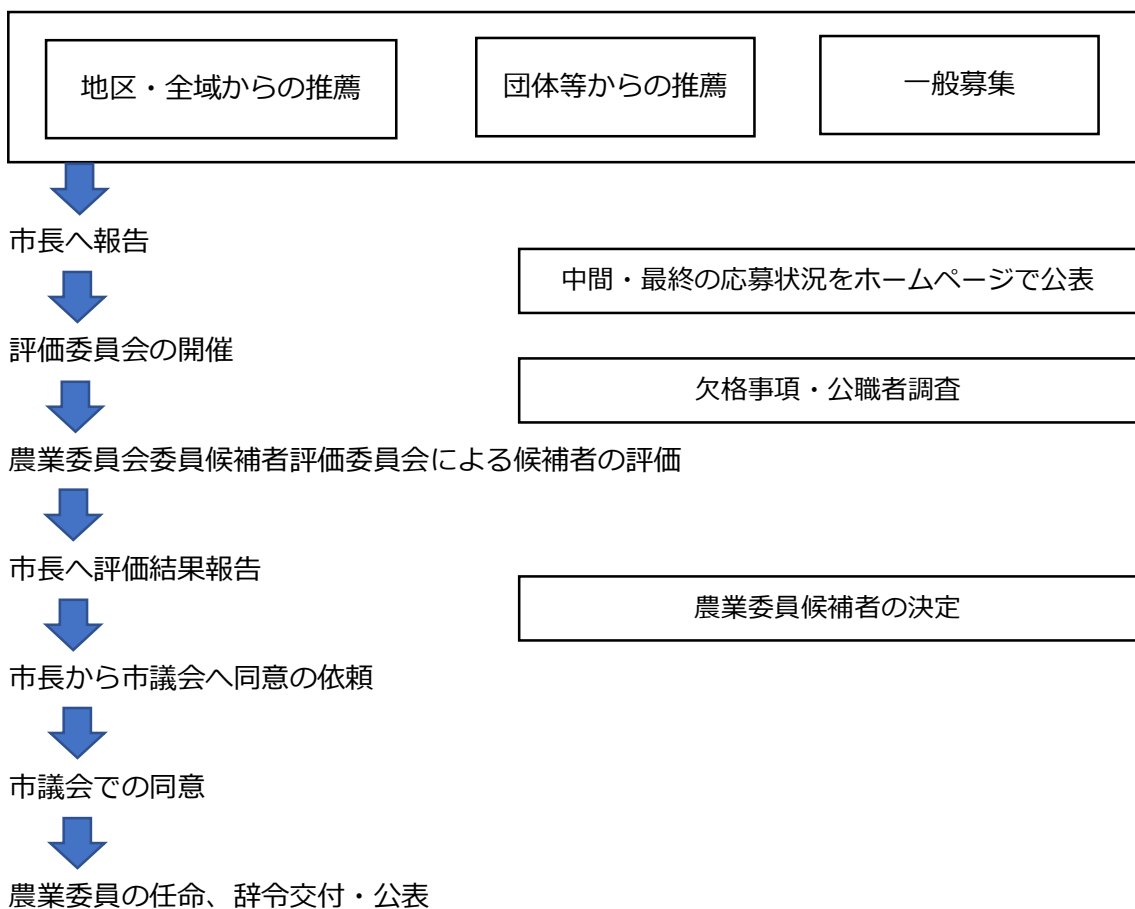 地区・全域からの推薦
団体等からの推薦
一般募集
市長へ報告
中間・最終の応募状況をホームページで公表
評価委員会の開催
欠格事項・公職者調査
農業委員会委員候補者評価委員会による候補者の評価
市長へ評価結果報告
農業委員候補者の決定
市長から市議会へ同意の依頼
市議会での同意
農業委員の任命、辞令交付・公表